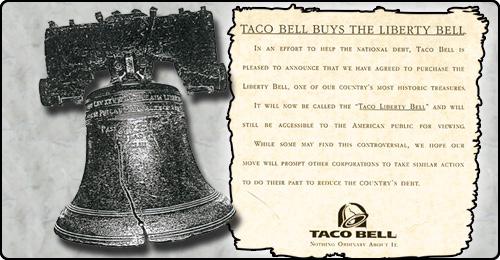 TACO BELL BUYS THE LIBERTY BELL
IN AN EFFORT TO HELP THE NATIONAL DEBT, TACO BELL IS
PLEASED TO ANNOUNCE THAT WE HAVE AGREED TO PURCHASE THE
LIBERTY BELL, ONE OF OUR COUNTRY'S MOST HISTORIC TREASURES.
IT WILL NOW BE CALLED THE "TACO LIBERTY BELL" AND WILL
STILL BE ACCESSIBLE TO THE AMERICAN PUBLIC FOR VIEWING.
WHILE SOME MAY FIND THIS CONTROVERSIAL, WE HOPE OUR
MOVE WILL PROMPT OTHER CORPORATIONS TO TAKE SIMILAR ACTION
TO DO THEIR PART TO REDUCE THE COUNTRY'S DEBT.
TACO BELL
NOTHING ORDINARY ABOUT IT.